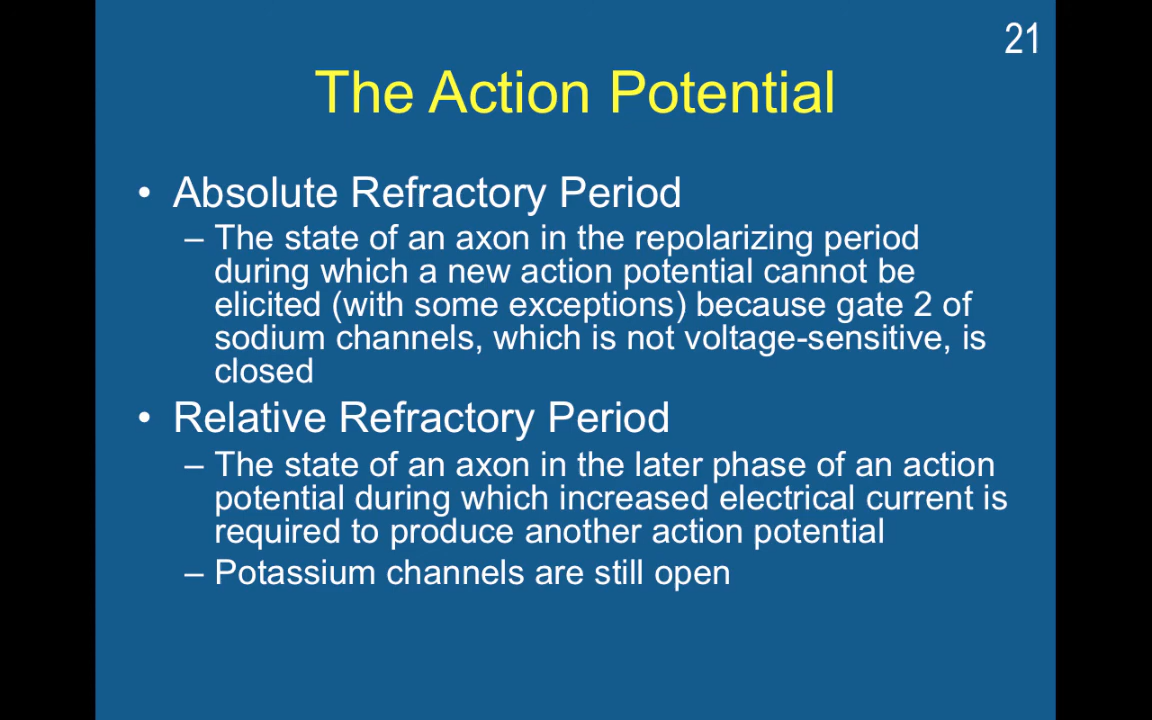 21
The Action Potential
• Absolute Refractory Period
– The state of an axon in the repolarizing period
during which a new action potential cannot be
elicited (with some exceptions) because gate 2 of
sodium channels, which is not voltage-sensitive, is
closed
• Relative Refractory Period
– The state of an axon in the later phase of an action
potential during which increased electrical current is
required to produce another action potential
– Potassium channels are still open